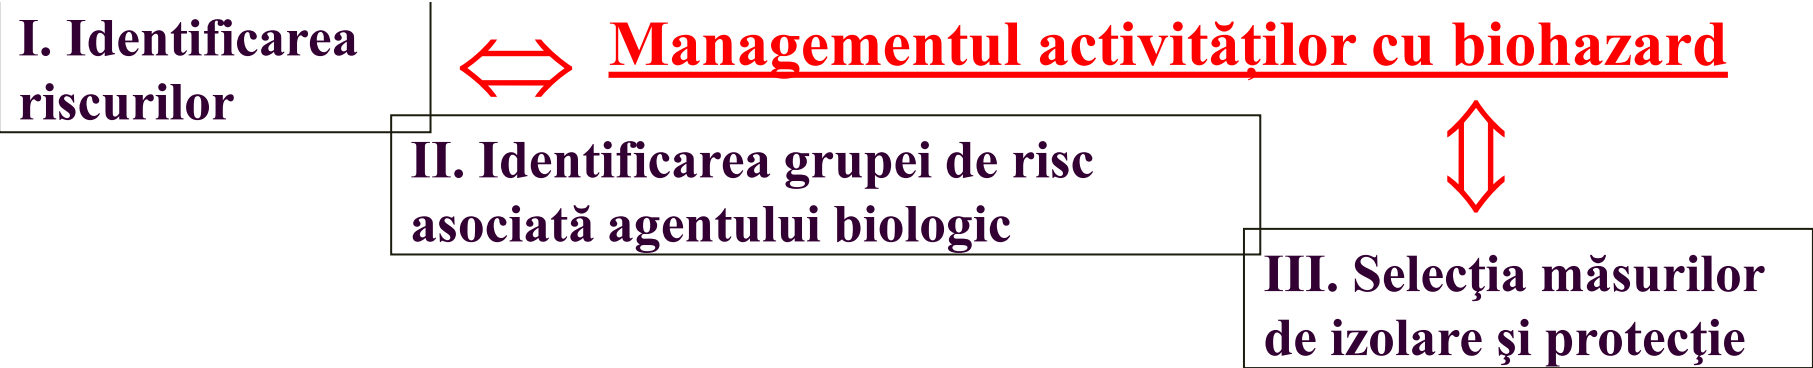 I. Identificarea
riscurilor
Managementul activităților cu biohazard
II. Identificarea grupei de risc
asociată agentului biologic
III. Selecţia măsurilor
de izolare şi protecţie